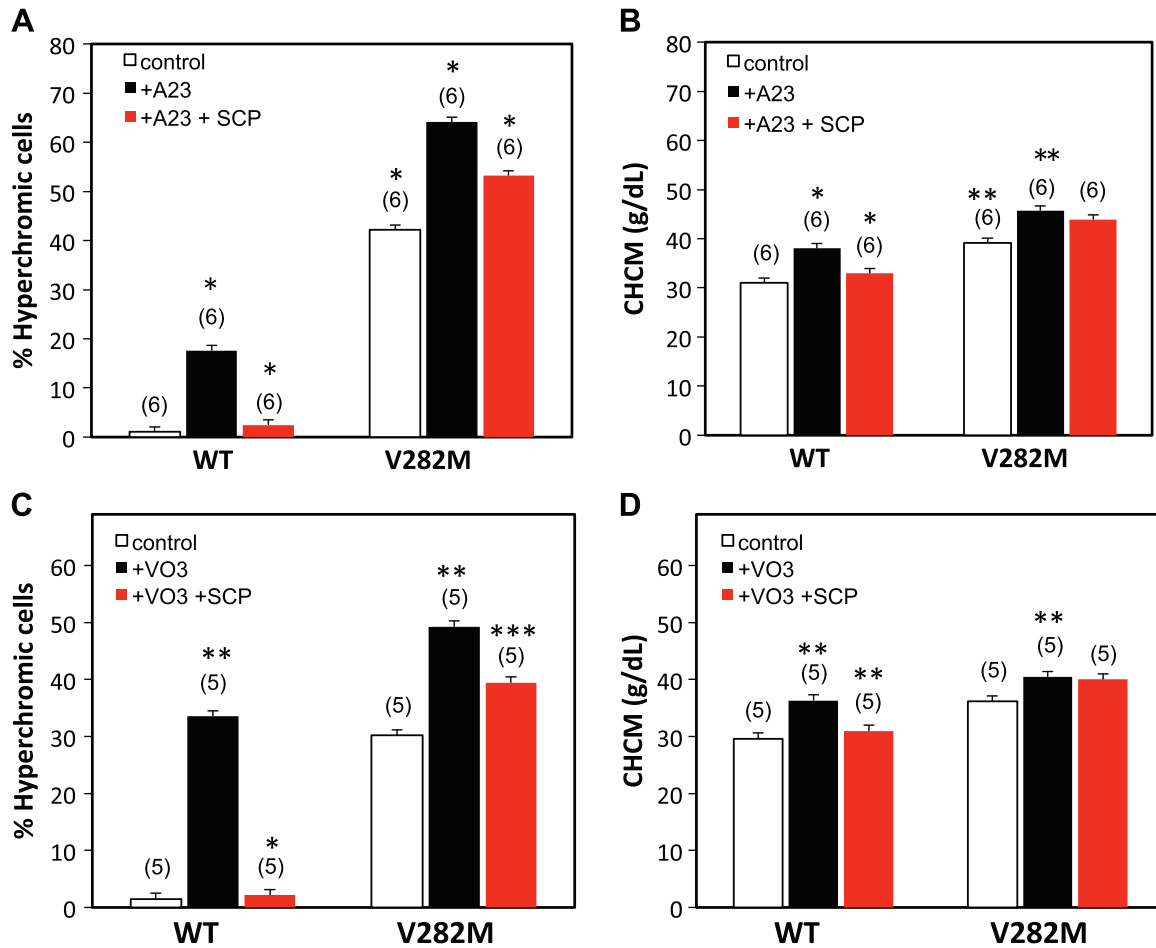 A
% Hyperchromic cells
80
70
60
50
40
30
20
10
0
control
+A23
+A23 + SCP
(6)
*
(6)
*
(6)
*
(6)
*
(6)
*
(6)
WT
V282M
B
CHCM (g/dL)
80
70
60
50
40
30
20
10
0
control
+A23
+A23 + SCP
(6)
*
(6)
*
(6)
**
(6)
**
(6)
(6)
WT
V282M
C
% Hyperchromic cells
60
50
40
30
20
10
0
control
+VO3
+VO3 +SCP
(5)
**
(5)
*
(5)
(5)
**
(5)
***
(5)
WT
V282M
D
CHCM (g/dL)
60
50
40
30
20
10
0
control
+VO3
+VO3 +SCP
(5)
**
(5)
**
(5)
(5)
**
(5)
(5)
WT
V282M